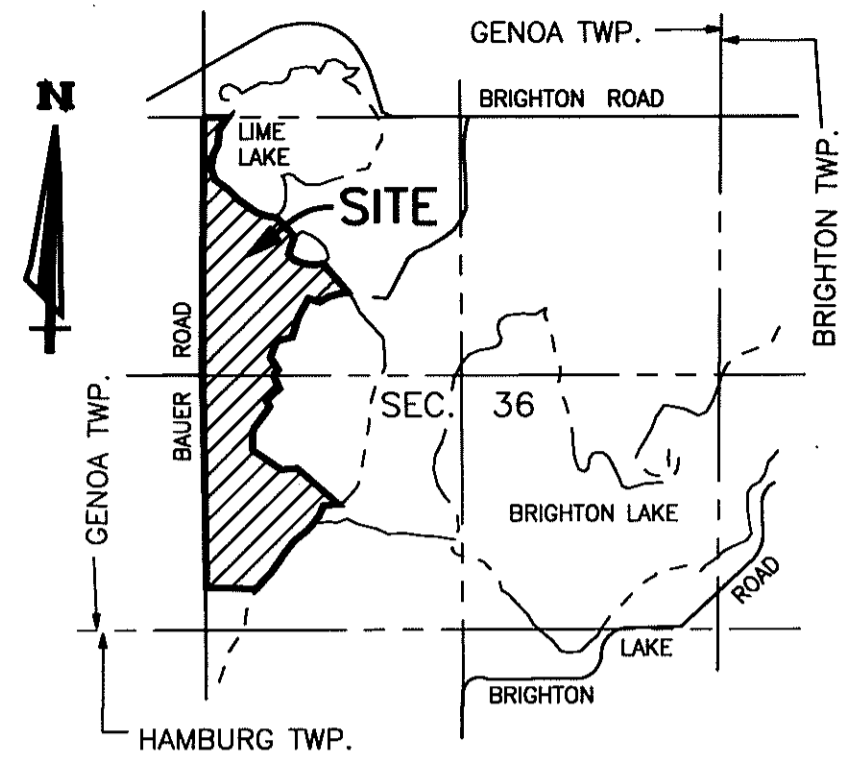 GENOA TWP.
N
BRIGHTON ROAD
LIME
LAKE
BRIGHTON TWP.
SITE
BAUER ROAD
SEC. 36
GENOA TWP.
BRIGHTON LAKE
ROAD
LAKE
BRIGHTON
HAMBURG TWP.